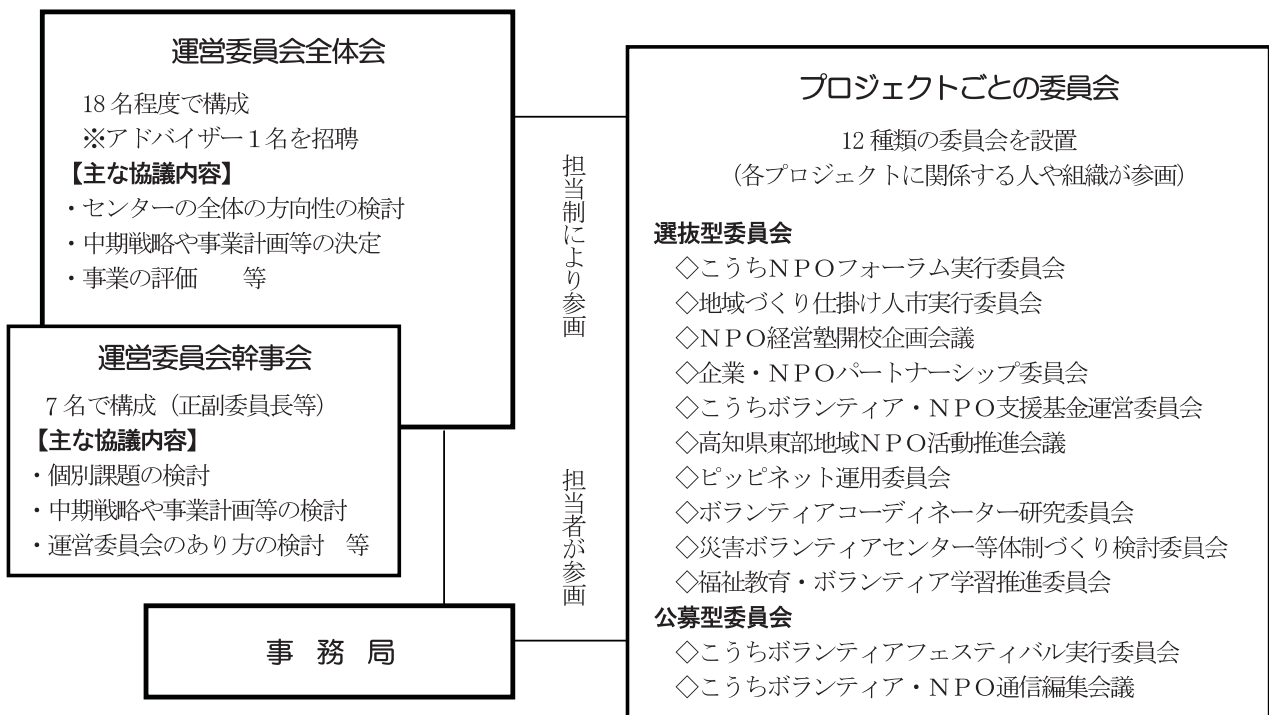 運営委員会全体会
18名程度で構成
※アドバイザー１名を招聘
【主な協議内容】
・センターの全体の方向性の検討
・中期戦略や事業計画等の決定
・事業の評価　　等
運営委員会幹事会
7名で構成（正副委員長等）
【主な協議内容】
・個別課題の検討
・中期戦略や事業計画等の検討
・運営委員会のあり方の検討　等
事　務　局
担当制により参画
担当者が参画
プロジェクトごとの委員会
12種類の委員会を設置
（各プロジェクトに関係する人や組織が参画）
選抜型委員会
◇こうちＮＰＯフォーラム実行委員会
◇地域づくり仕掛け人市実行委員会
◇ＮＰＯ経営塾開校企画会議
◇企業・ＮＰＯパートナーシップ委員会
◇こうちボランティア・ＮＰＯ支援基金運営委員会
◇高知県東部地域ＮＰＯ活動推進会議
◇ピッピネット運用委員会
◇ボランティアコーディネーター研究委員会
◇災害ボランティアセンター等体制づくり検討委員会
◇福祉教育・ボランティア学習推進委員会
公募型委員会
◇こうちボランティアフェスティバル実行委員会
◇こうちボランティア・ＮＰＯ通信編集会議